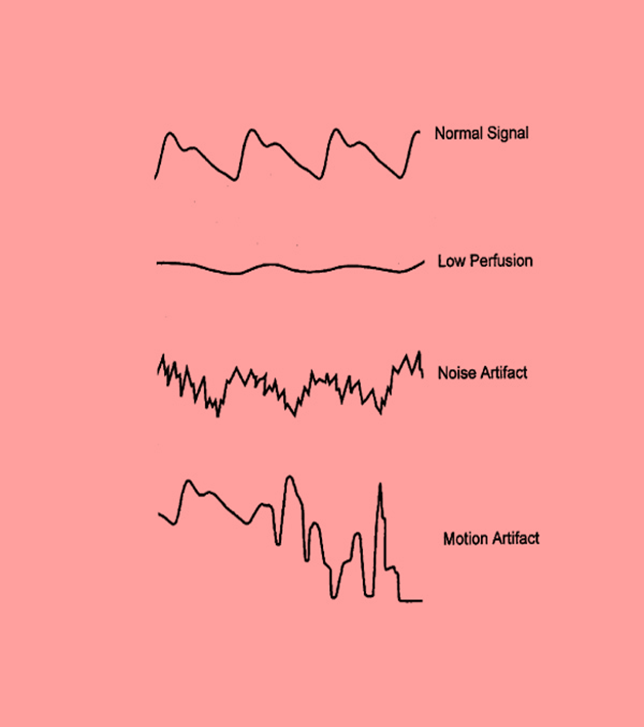 Normal Signal
Low Perfusion
Noise Artifact
Motion Artifact